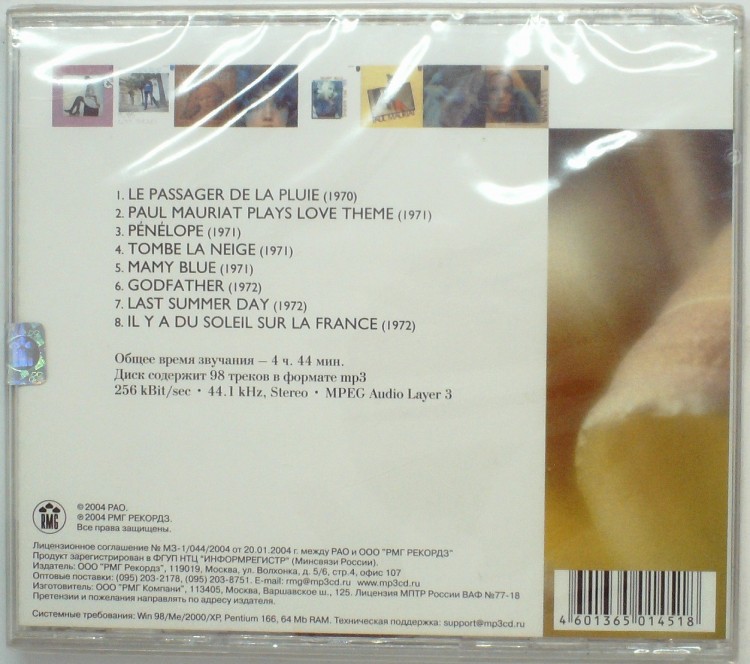 1. LE PASSAGER DE LA PLUIE (1970)
2. PAUL MAURIAT PLAYS LOVE THEME (1971)
3. PÉNÉLOPE (1971)
4. TOMBE LA NEIGE (1971)
5. MAMY BLUE (1971)
6. GODFATHER (1972)
7. LAST SUMMER DAY (1972)
8. IL Y A DU SOLEIL SUR LA FRANCE (1972)
Общее время звучания – 4 ч. 44 мин.
Диск содержит 98 треков в формате mp3
256 kBit/sec • 44.1 kHz, Stereo • MPEG Audio Layer 3
RMG
© 2004 РАО.
℗ 2004 РМГ РЕКОРДЗ.
Все права защищены.
Лицензионное соглашение № МЗ-1/044/2004 от 20.01.2004 г. между РАО и ООО "РМГ РЕКОРДЗ"
Продукт зарегистрирован в ФГУП НТЦ "ИНФОРМРЕГИСТР" (Минсвязи России).
Издатель: ООО "РМГ Рекордз", 119019, Москва, ул. Волхонка, д. 5/6, стр.4, офис 107
Оптовые поставки: (095) 203-2178, (095) 203-8751. E-mail: rmg@mp3cd.ru www.mp3cd.ru
Изготовитель: ООО "РМГ Компани", 113405, Москва, Варшавское ш., 125. Лицензия МПТР России ВАФ №77-18
Претензии и пожелания направлять по адресу издателя.
Системные требования: Win 98/Me/2000/XP, Pentium 166, 64 Mb RAM. Техническая поддержка: support@mp3cd.ru
4 601365 014518